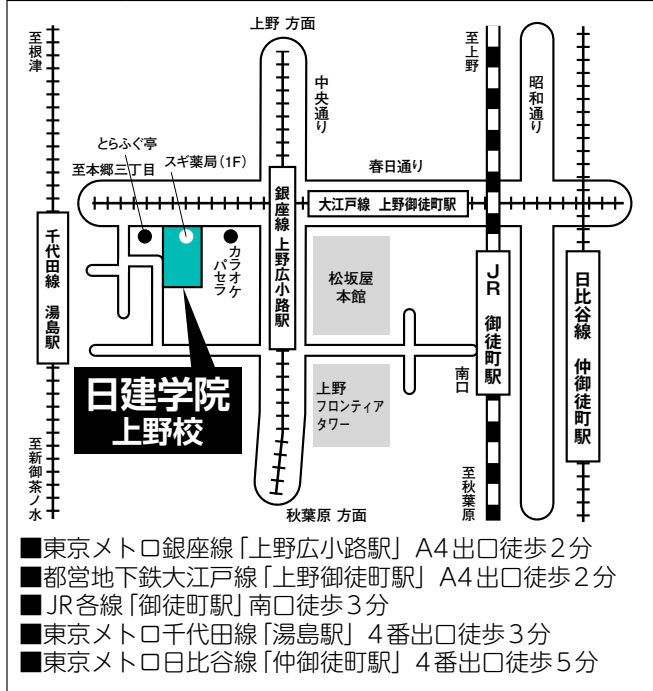 上野 方面
至根津
中央通り
至上野
昭和通り
とらふぐ亭
スギ薬局(1F)
至本郷三丁目
春日通り
大江戸線 上野御徒町駅
銀座線 上野広小路駅
千代田線 湯島駅
カラオケ
パセラ
松坂屋
本館
JR 御徒町駅
日比谷線 仲御徒町駅
日建学院
上野校
上野
フロンティア
タワー
南口
至新御茶ノ水
至秋葉原
秋葉原 方面
■東京メトロ銀座線「上野広小路駅」 A4出口徒歩2分
■都営地下鉄大江戸線「上野御徒町駅」 A4出口徒歩2分
■JR各線「御徒町駅」南口徒歩3分
■東京メトロ千代田線「湯島駅」 4番出口徒歩3分
■東京メトロ日比谷線「仲御徒町駅」 4番出口徒歩5分